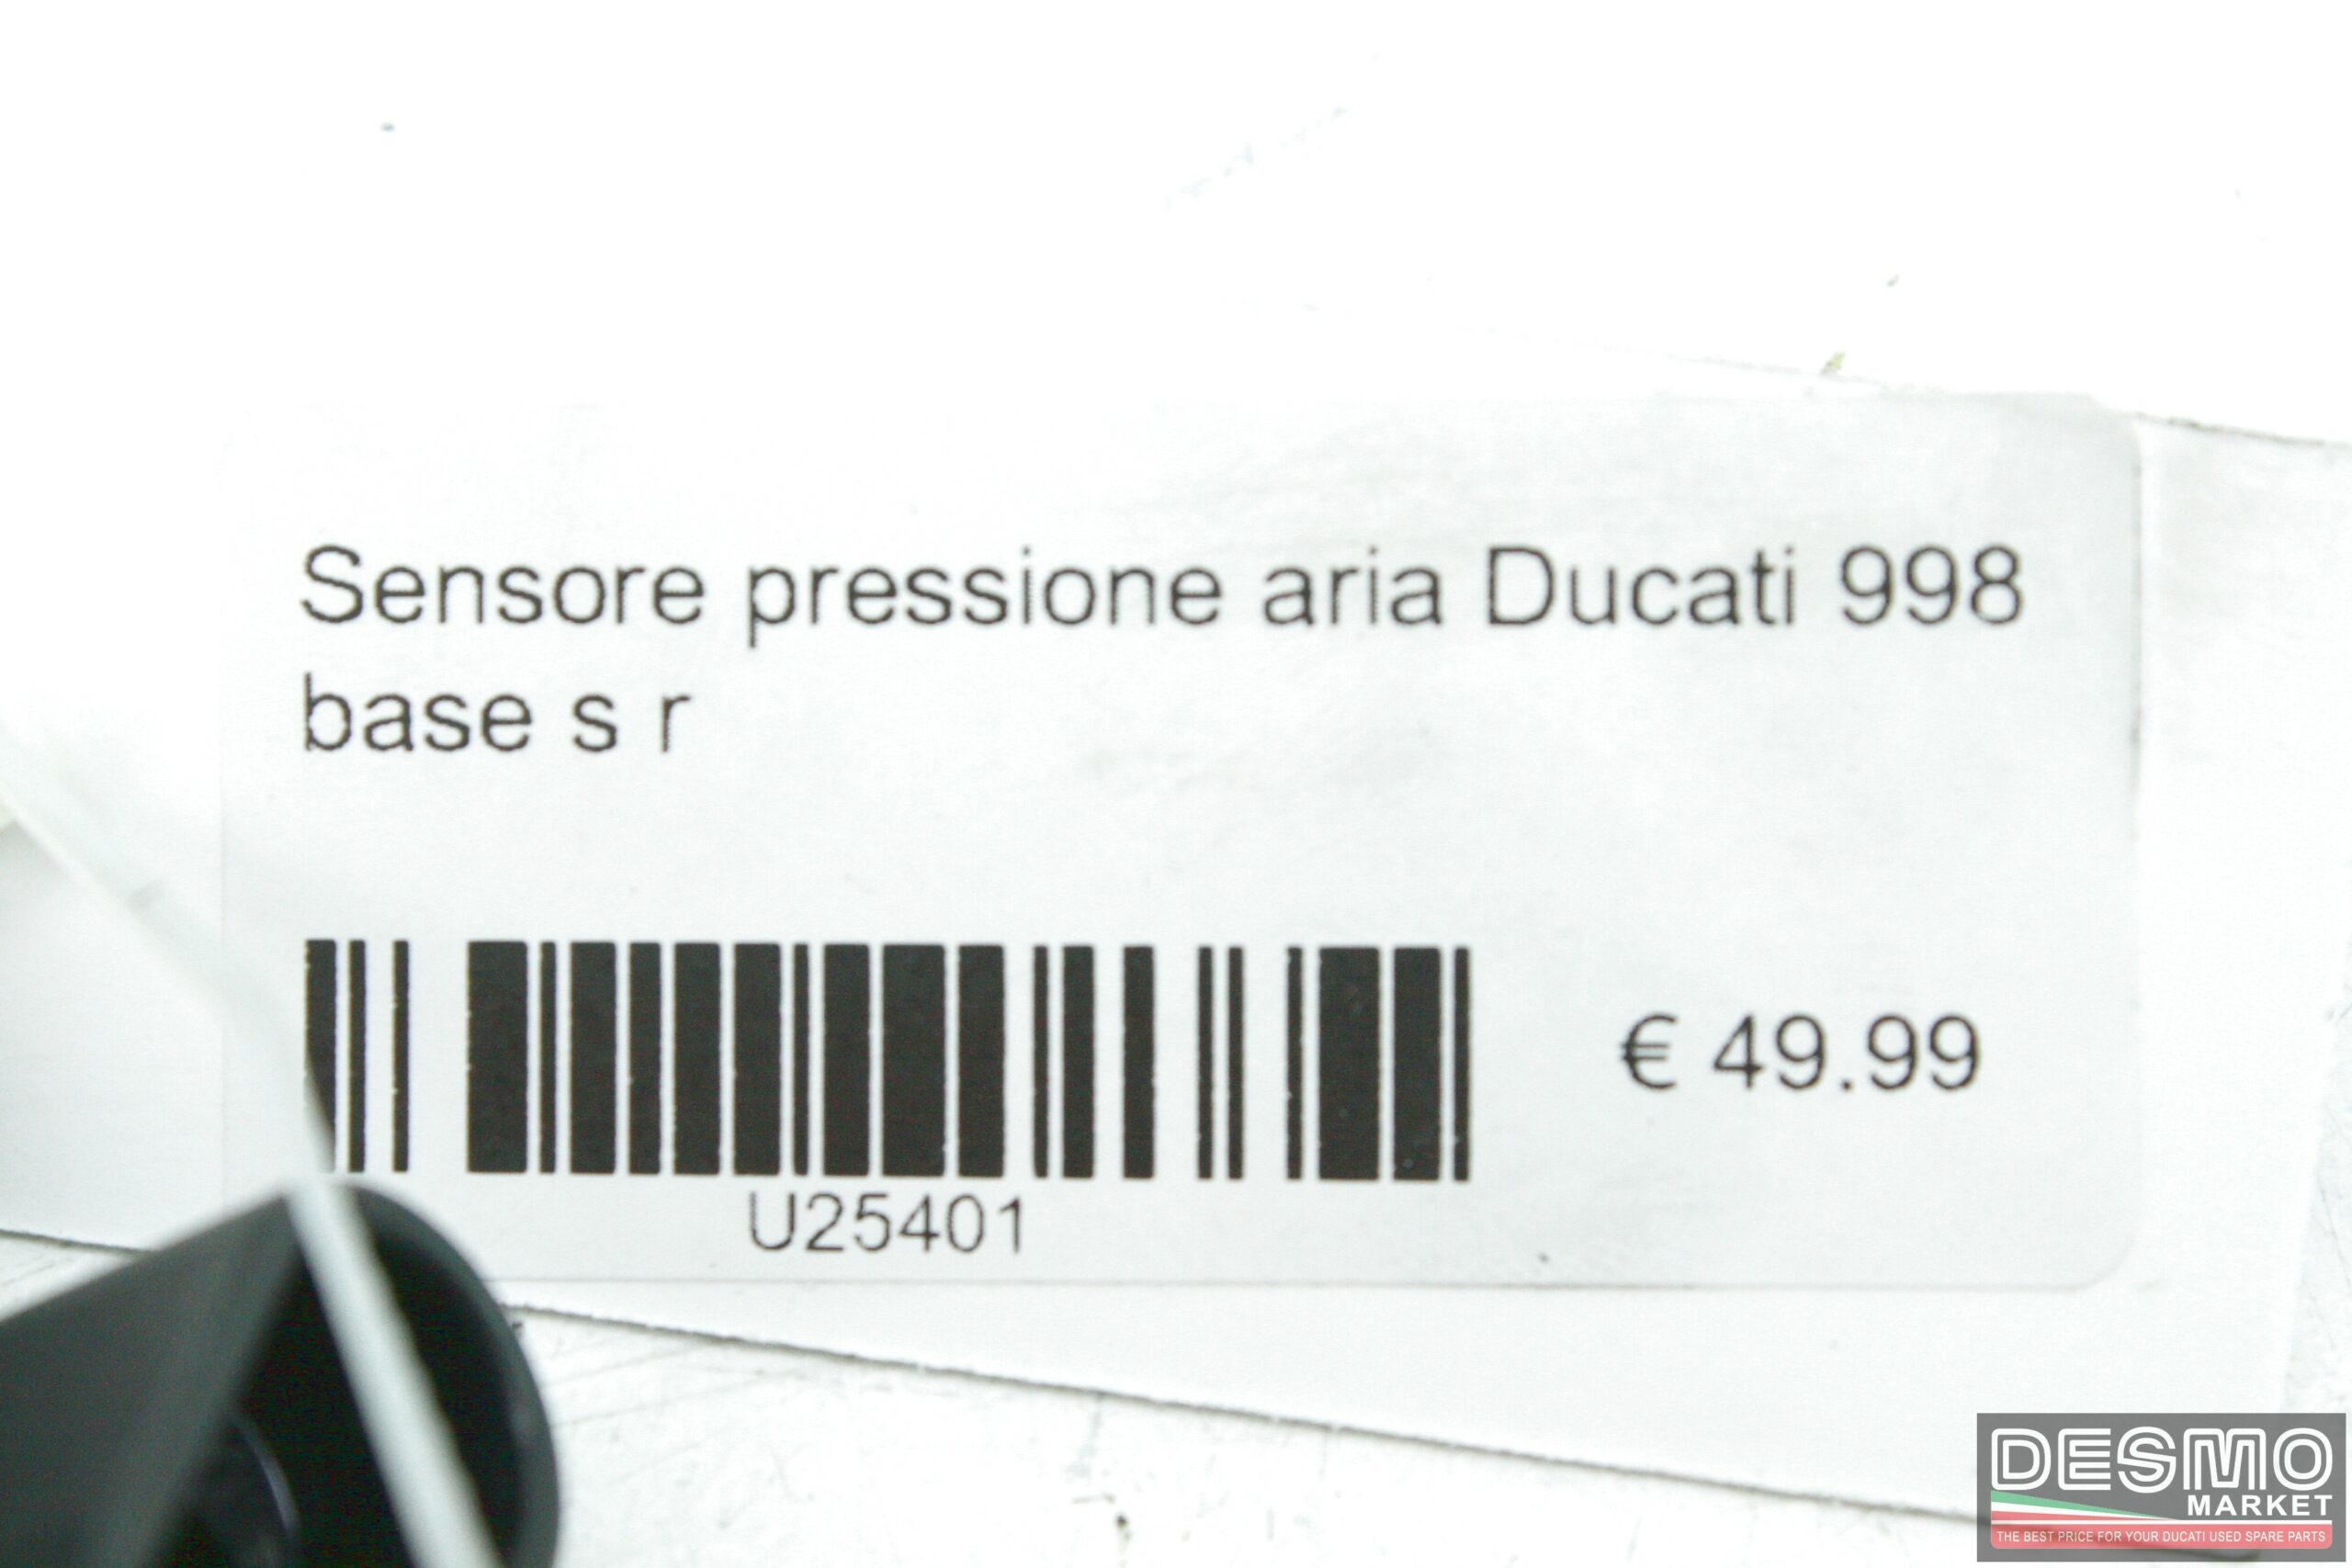 Sensore pressione aria Ducati 998
base s r
€ 49.99
U25401
DESMO
MARKET
THE BEST PRICE FOR YOUR DUCATI USED SPARE PARTS